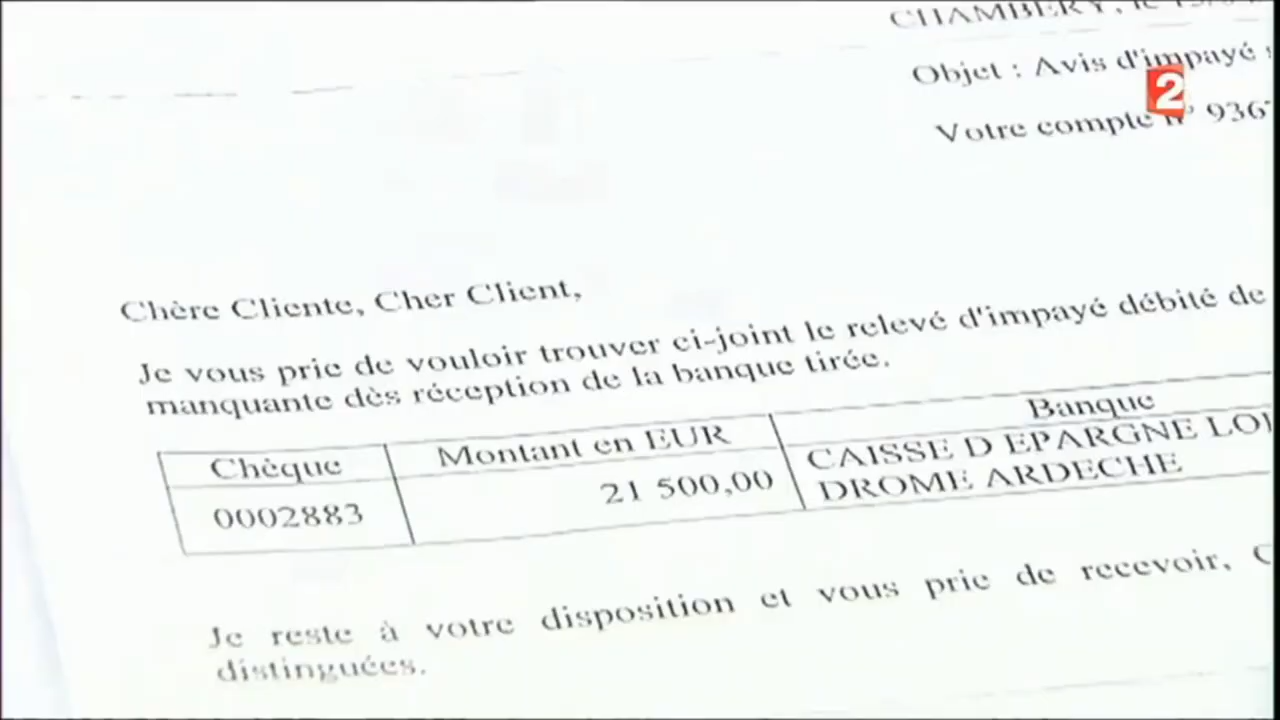 CHAMBERY, le
Objet : Avis d'impayé
2
Votre compte n° 936
Chère Cliente, Cher Client,
Je vous prie de vouloir trouver ci-joint le relevé d'impayé débité de
manquante dès réception de la banque tirée.
Chèque Montant en EUR Banque
0002883 21 500,00 CAISSE D EPARGNE LOI
DROME ARDECHE
Je reste à votre disposition et vous prie de recevoir, C
distinguées.